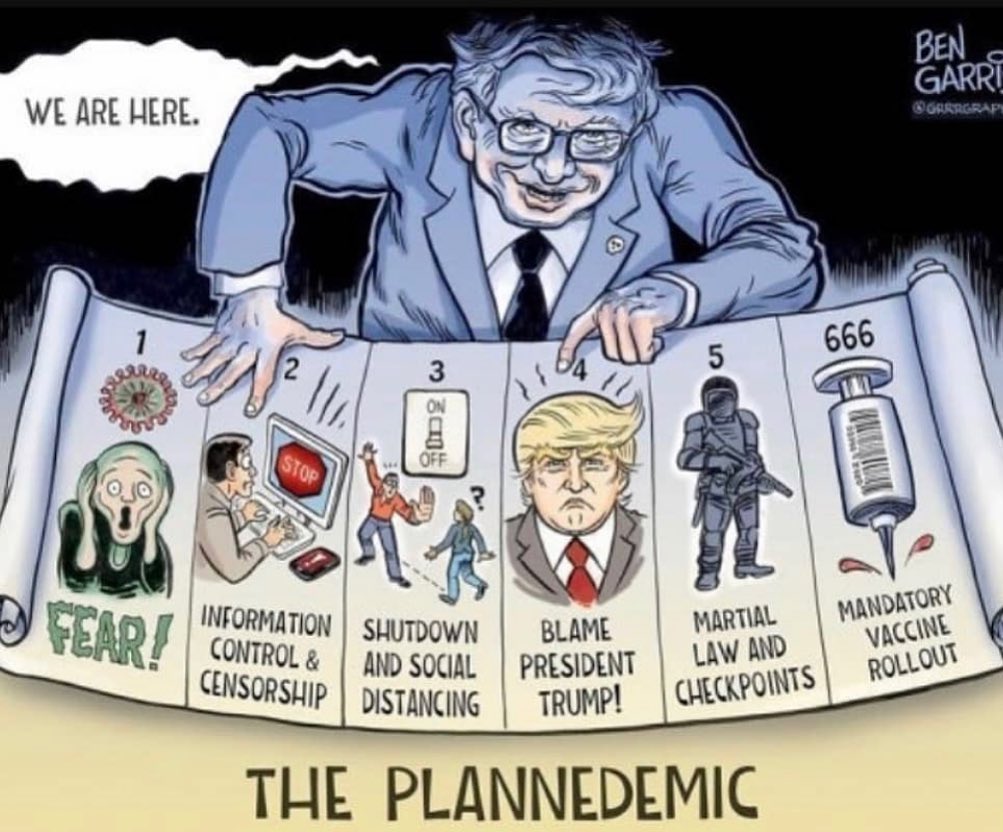 WE ARE HERE.
BEN
1
2
3
4
5
666
STOP
ON
OFF
?
FEAR!
INFORMATION
CONTROL &
CENSORSHIP
SHUTDOWN
AND SOCIAL
DISTANCING
BLAME
PRESIDENT
TRUMP!
MARTIAL
LAW AND
CHECKPOINTS
MANDATORY
VACCINE
ROLLOUT
THE PLANNEDEMIC